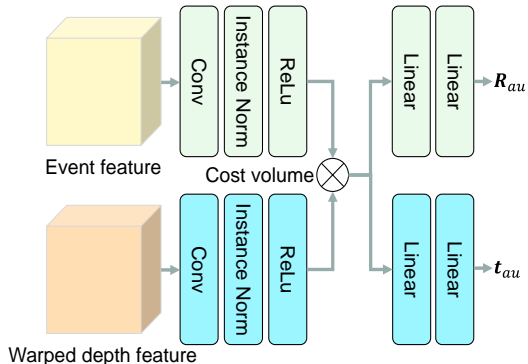 Conv
Instance Norm
ReLu
Linear
Linear
R_au
Event feature
Cost volume
Conv
Instance Norm
ReLu
Linear
Linear
t_au
Warped depth feature